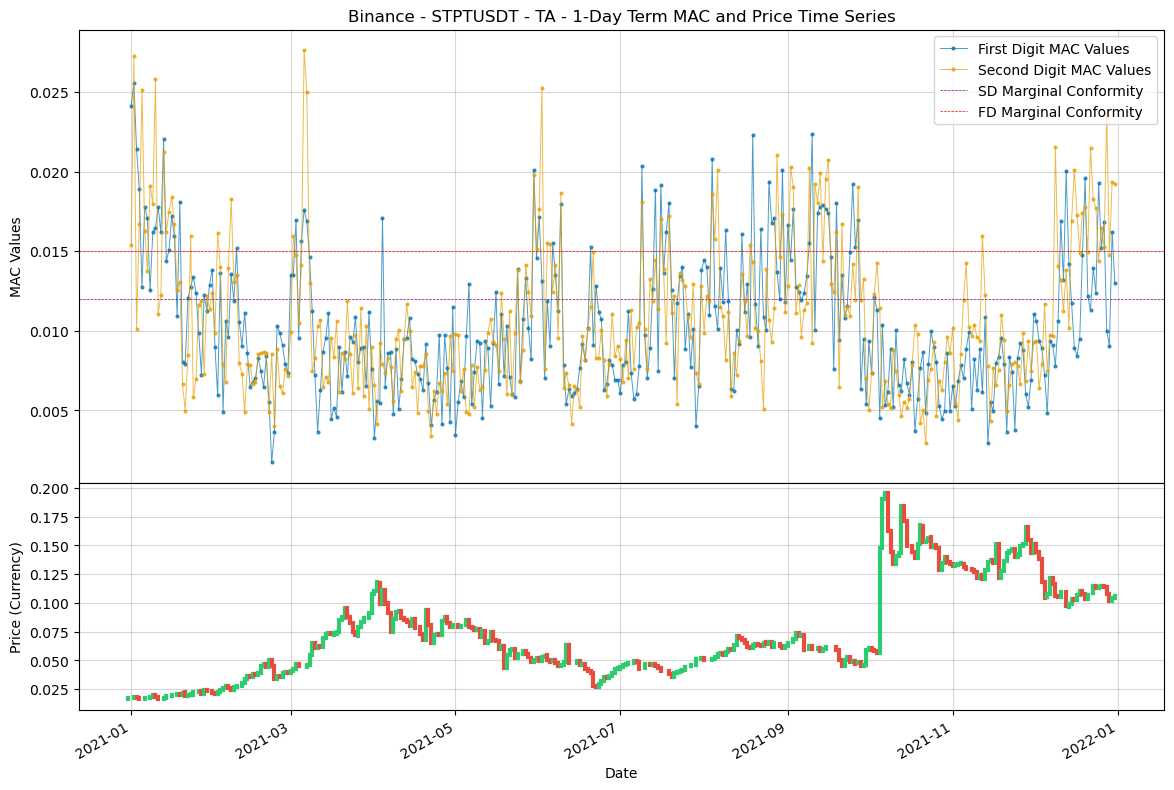 Binance - STPTUSDT - TA - 1-Day Term MAC and Price Time Series
First Digit MAC Values
Second Digit MAC Values
SD Marginal Conformity
FD Marginal Conformity
MAC Values
0.025
0.020
0.015
0.010
0.005
Price (Currency)
0.200
0.175
0.150
0.125
0.100
0.075
0.050
0.025
2021-01
2021-03
2021-05
2021-07
2021-09
2021-11
2022-01
Date